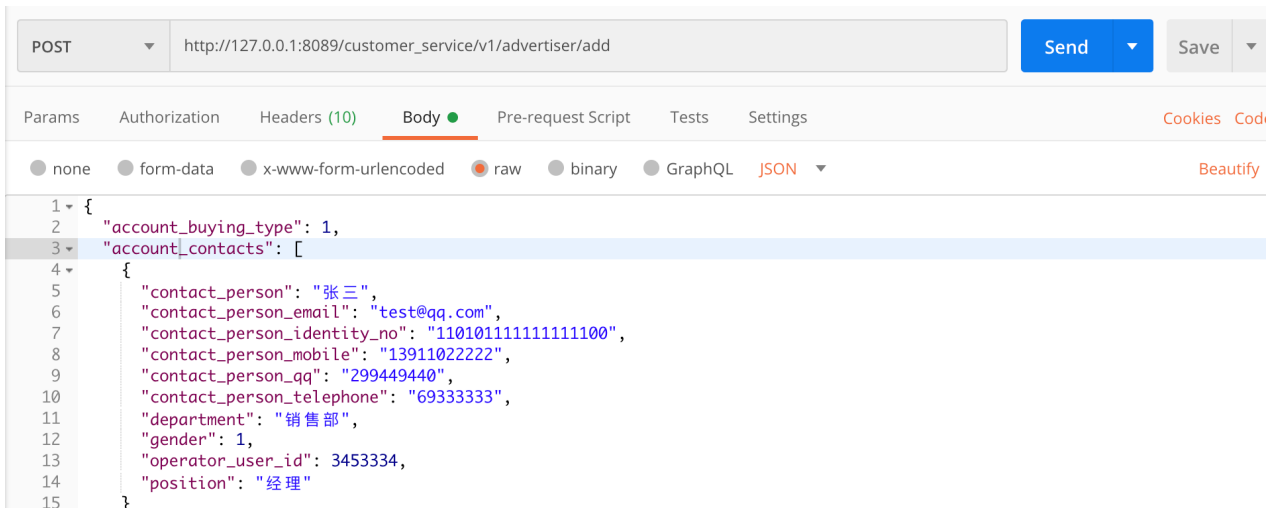 POST http://127.0.0.1:8089/customer_service/v1/advertiser/add Send Save
Params Authorization Headers (10) Body Pre-request Script Tests Settings Cookies Code
none form-data x-www-form-urlencoded raw binary GraphQL JSON Beautify
1 {
2 "account_buying_type": 1,
3 "account_contacts": [
4 {
5 "contact_person": "张三",
6 "contact_person_email": "test@qq.com",
7 "contact_person_identity_no": "110101111111111100",
8 "contact_person_mobile": "13911022222",
9 "contact_person_qq": "299449440",
10 "contact_person_telephone": "69333333",
11 "department": "销售部",
12 "gender": 1,
13 "operator_user_id": 3453334,
14 "position": "经理"
15 }